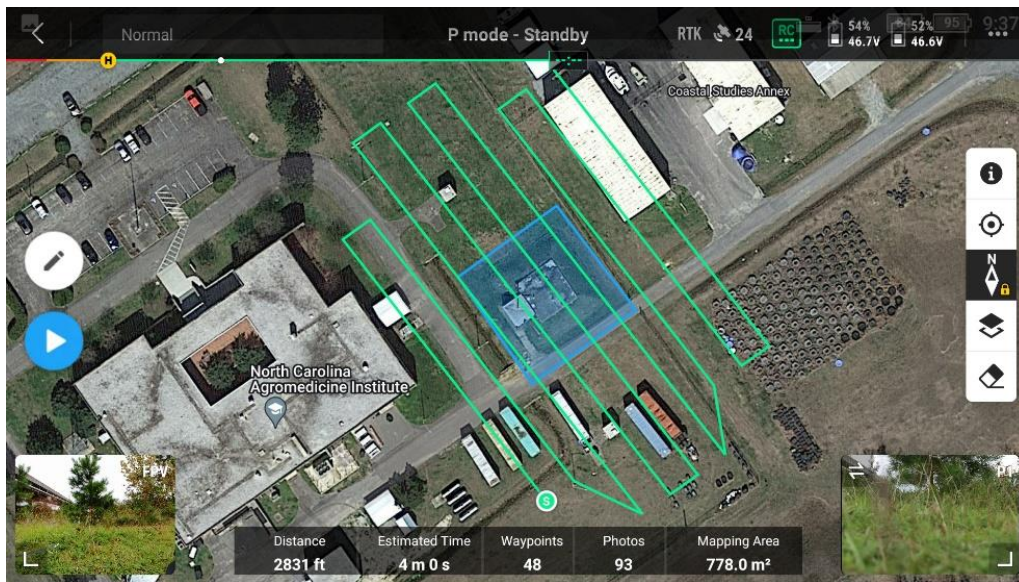 Normal
P mode - Standby
RTK
24
RC
54%
46.7V
52%
46.6V
95
9:37
H
Coastal Studies Annex
N
North Carolina
Agromedicine Institute
FPV
S
Distance
Estimated Time
Waypoints
Photos
Mapping Area
2831 ft
4 m 0 s
48
93
778.0 m²